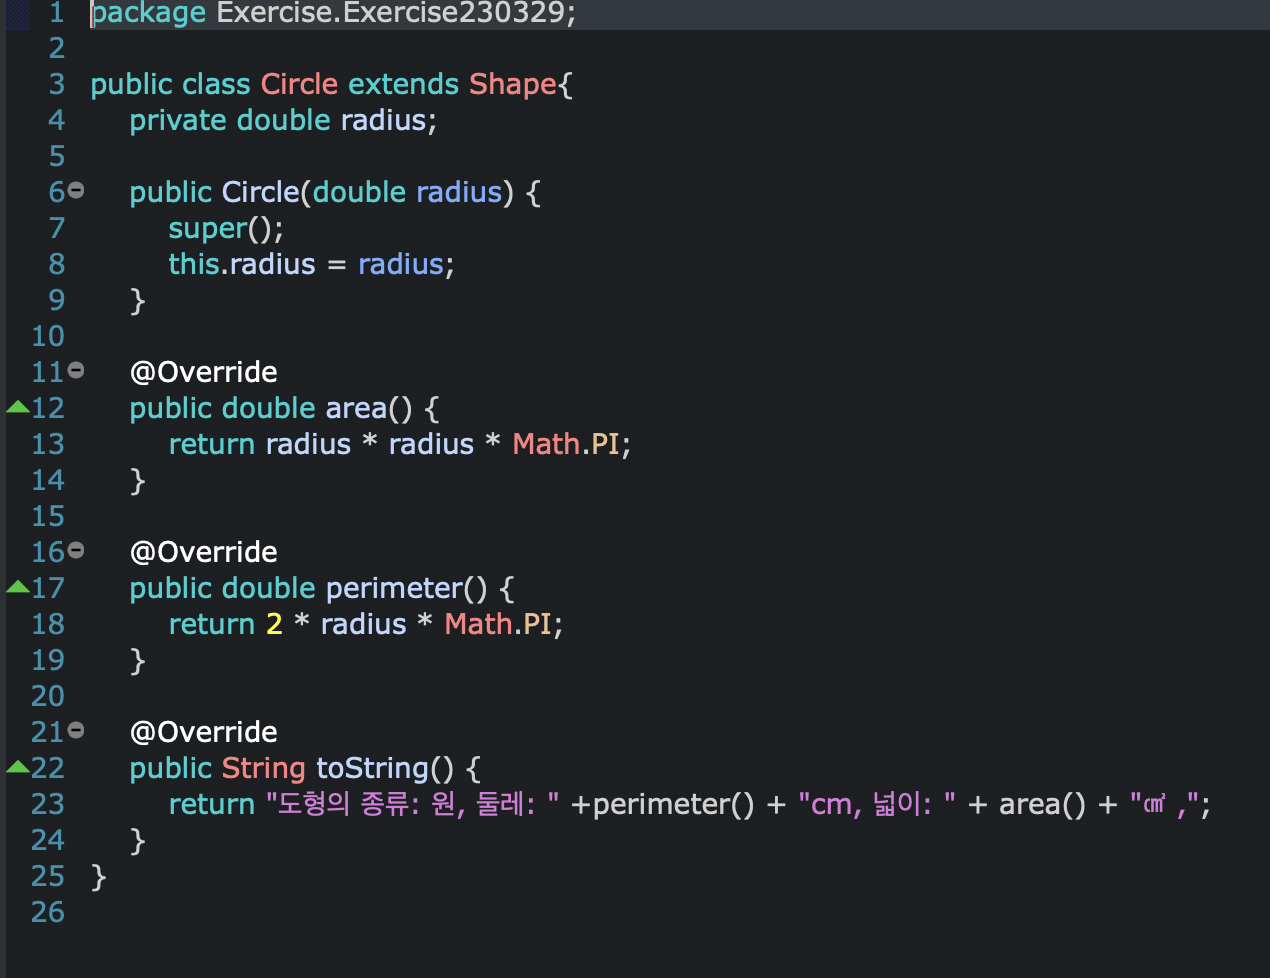 1 package Exercise.Exercise230329;
2
3 public class Circle extends Shape{
4 private double radius;
5
6 public Circle(double radius) {
7 super();
8 this.radius = radius;
9 }
10
11 @Override
12 public double area() {
13 return radius * radius * Math.PI;
14 }
15
16 @Override
17 public double perimeter() {
18 return 2 * radius * Math.PI;
19 }
20
21 @Override
22 public String toString() {
23 return "도형의 종류: 원, 둘레: " +perimeter() + "cm, 넓이: " + area() + "㎠ ,";
24 }
25 }
26